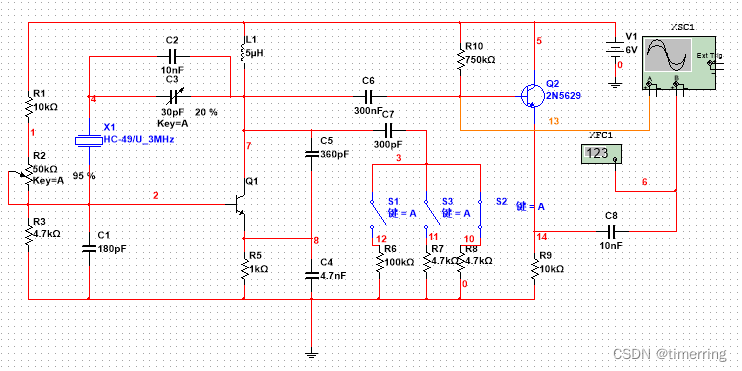 XSC1
V1
6V
0
Ext Trig
A
B
5
C2
10nF
L1
5μH
R10
750kΩ
C3
30pF
Key=A
20 %
C6
300nF
Q2
2N5629
4
R1
10kΩ
X1
HC-49/U_3MHz
C7
300pF
13
XFC1
123
1
7
C5
360pF
R2
50kΩ
Key=A
95 %
3
Q1
6
2
S1
键 = A
S3
键 = A
S2
键 = A
R3
4.7kΩ
C1
180pF
8
12
11
10
14
C8
10nF
R5
1kΩ
C4
4.7nF
R6
100kΩ
R7
4.7kΩ
R8
4.7kΩ
0
R9
10kΩ
CSDN @timerring